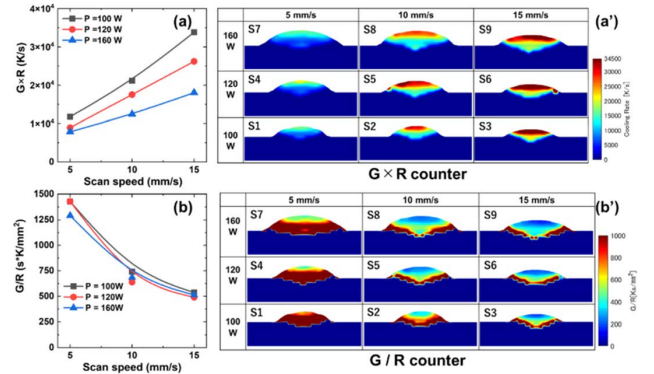 (a)
P =100 W
P =120 W
P =160 W
G×R (K/s)
4×10⁴
3×10⁴
2×10⁴
1×10⁴
5 10 15
Scan speed (mm/s)
(a')
5 mm/s 10 mm/s 15 mm/s
160 W
S7 S8 S9
120 W
S4 S5 S6
100 W
S1 S2 S3
34500
30000
25000
20000
15000
10000
5000
0
Cooling Rate [K/s]
G × R counter
(b)
G/R (s*K/mm²)
1500
1250
1000
750
500
250
0
P = 100W
P = 120W
P = 160W
5 10 15
Scan speed (mm/s)
(b')
5 mm/s 10 mm/s 15 mm/s
160 W
S7 S8 S9
120 W
S4 S5 S6
100 W
S1 S2 S3
1000
800
600
400
200
0
G / R counter